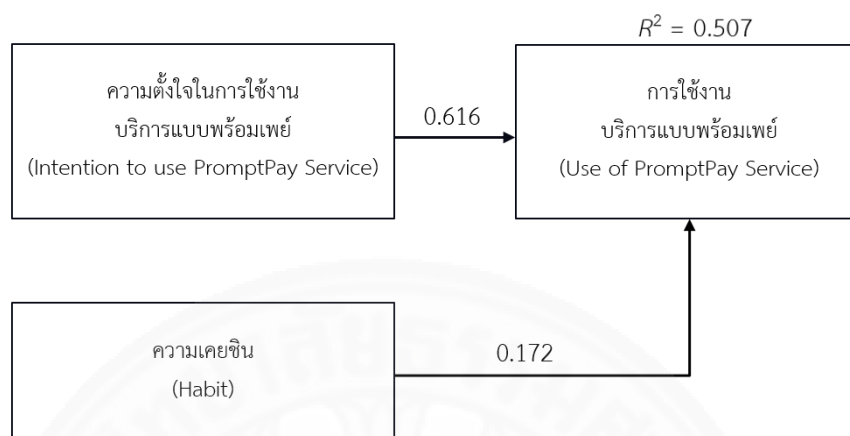 R² = 0.507
ความตั้งใจในการใช้งาน
บริการแบบพร้อมเพย์
(Intention to use PromptPay Service)
0.616
การใช้งาน
บริการแบบพร้อมเพย์
(Use of PromptPay Service)
ความเคยชิน
(Habit)
0.172